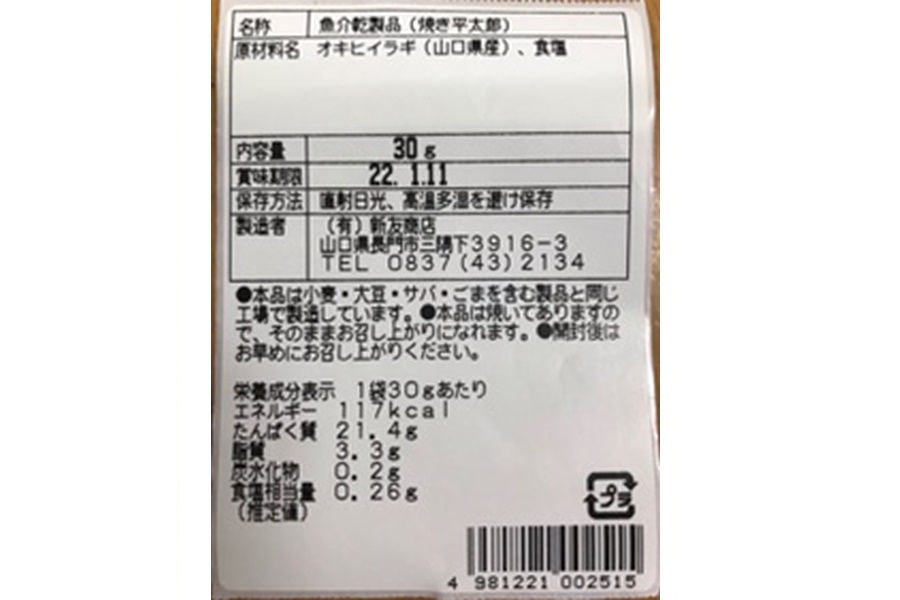 名称 魚介乾製品（焼き平太郎）
原材料名 オキヒイラギ（山口県産）、食塩
内容量 30g
賞味期限 22. 1.11
保存方法 直射日光、高温多湿を避け保存
製造者 （有）新友商店
山口県長門市三隅下3916-3
TEL 0837(43)2134
●本品は小麦・大豆・サバ・ごまを含む製品と同じ
工場で製造しています。●本品は焼いてありますの
で、そのままお召し上がりになれます。●開封後は
お早めにお召し上がりください。
栄養成分表示 1袋30gあたり
エネルギー 117kcal
たんぱく質 21.4g
脂質 3.3g
炭水化物 0.2g
食塩相当量 0.26g
（推定値）
プラ
4 981221 002515